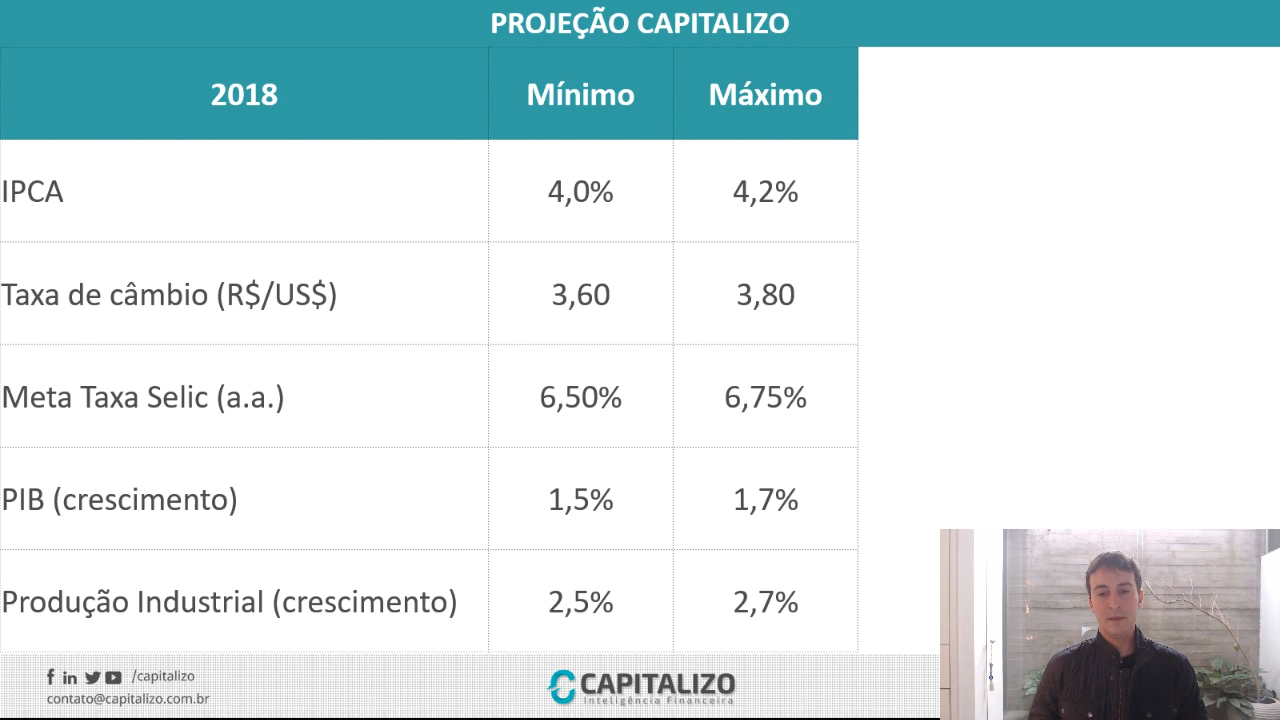 PROJEÇÃO CAPITALIZO
2018 Mínimo Máximo
IPCA 4,0% 4,2%
Taxa de câmbio (R$/US$) 3,60 3,80
Meta Taxa Selic (a.a.) 6,50% 6,75%
PIB (crescimento) 1,5% 1,7%
Produção Industrial (crescimento) 2,5% 2,7%
/capitalizo
contato@capitalizo.com.br
CAPITALIZO
Inteligência Financeira